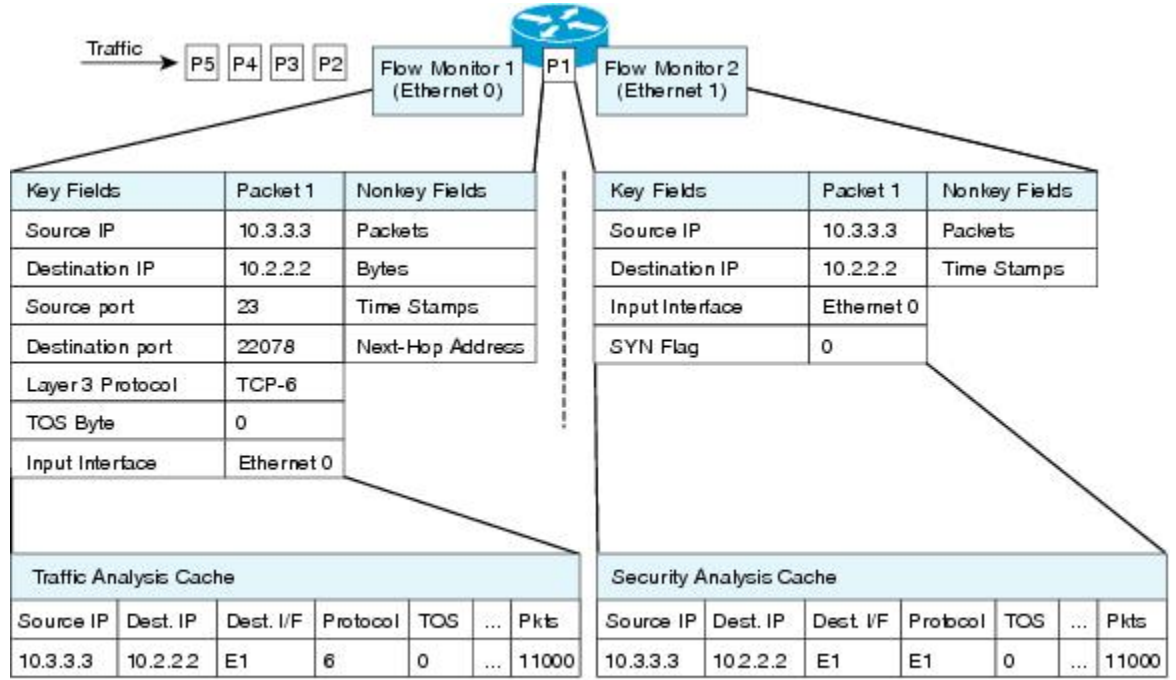 Traffic
P5 P4 P3 P2
Flow Monitor 1
(Ethernet 0)
P1
Flow Monitor 2
(Ethernet 1)
Key Fields Packet 1 Nonkey Fields
Source IP 10.3.3.3 Packets
Destination IP 10.2.2.2 Bytes
Source port 23 Time Stamps
Destination port 22078 Next-Hop Address
Layer 3 Protocol TCP-6
TOS Byte 0
Input Interface Ethernet 0
Key Fields Packet 1 Nonkey Fields
Source IP 10.3.3.3 Packets
Destination IP 10.2.2.2 Time Stamps
Input Interface Ethernet 0
SYN Flag 0
Traffic Analysis Cache
Source IP Dest. IP Dest. I/F Protocol TOS ... Pkts
10.3.3.3 10.2.2.2 E1 6 0 ... 11000
Security Analysis Cache
Source IP Dest. IP Dest. I/F Protocol TOS ... Pkts
10.3.3.3 10.2.2.2 E1 E1 0 ... 11000